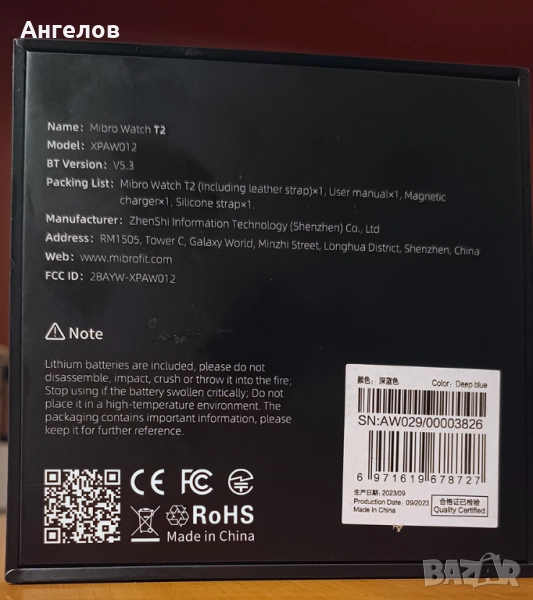 Ангелов
Name: Mibro Watch T2
Model: XPAW012
BT Version: V5.3
Packing List: Mibro Watch T2 (Including leather strap)×1, User manual×1, Magnetic
charger×1, Silicone strap×1.
Manufacturer: ZhenShi Information Technology (Shenzhen) Co., Ltd
Address: RM1505, Tower C, Galaxy World, Minzhi Street, Longhua District, Shenzhen, China
Web: www.mibrofit.com
FCC ID: 2BAYW-XPAW012
Note
Lithium batteries are included, please do not
disassemble, impact, crush or throw it into the fire;
Stop using if the battery swollen critically; Do not
place it in a high-temperature environment. The
packaging contains important information, please
keep it for further reference.
颜色: 深蓝色 Color: Deep blue
SN:AW029/00003826
6 971619 678727
生产日期: 2023/09
Production Date: 09/2023
合格证已检验
Quality Certified
CE FC
RoHS
Made in China
BAZAR